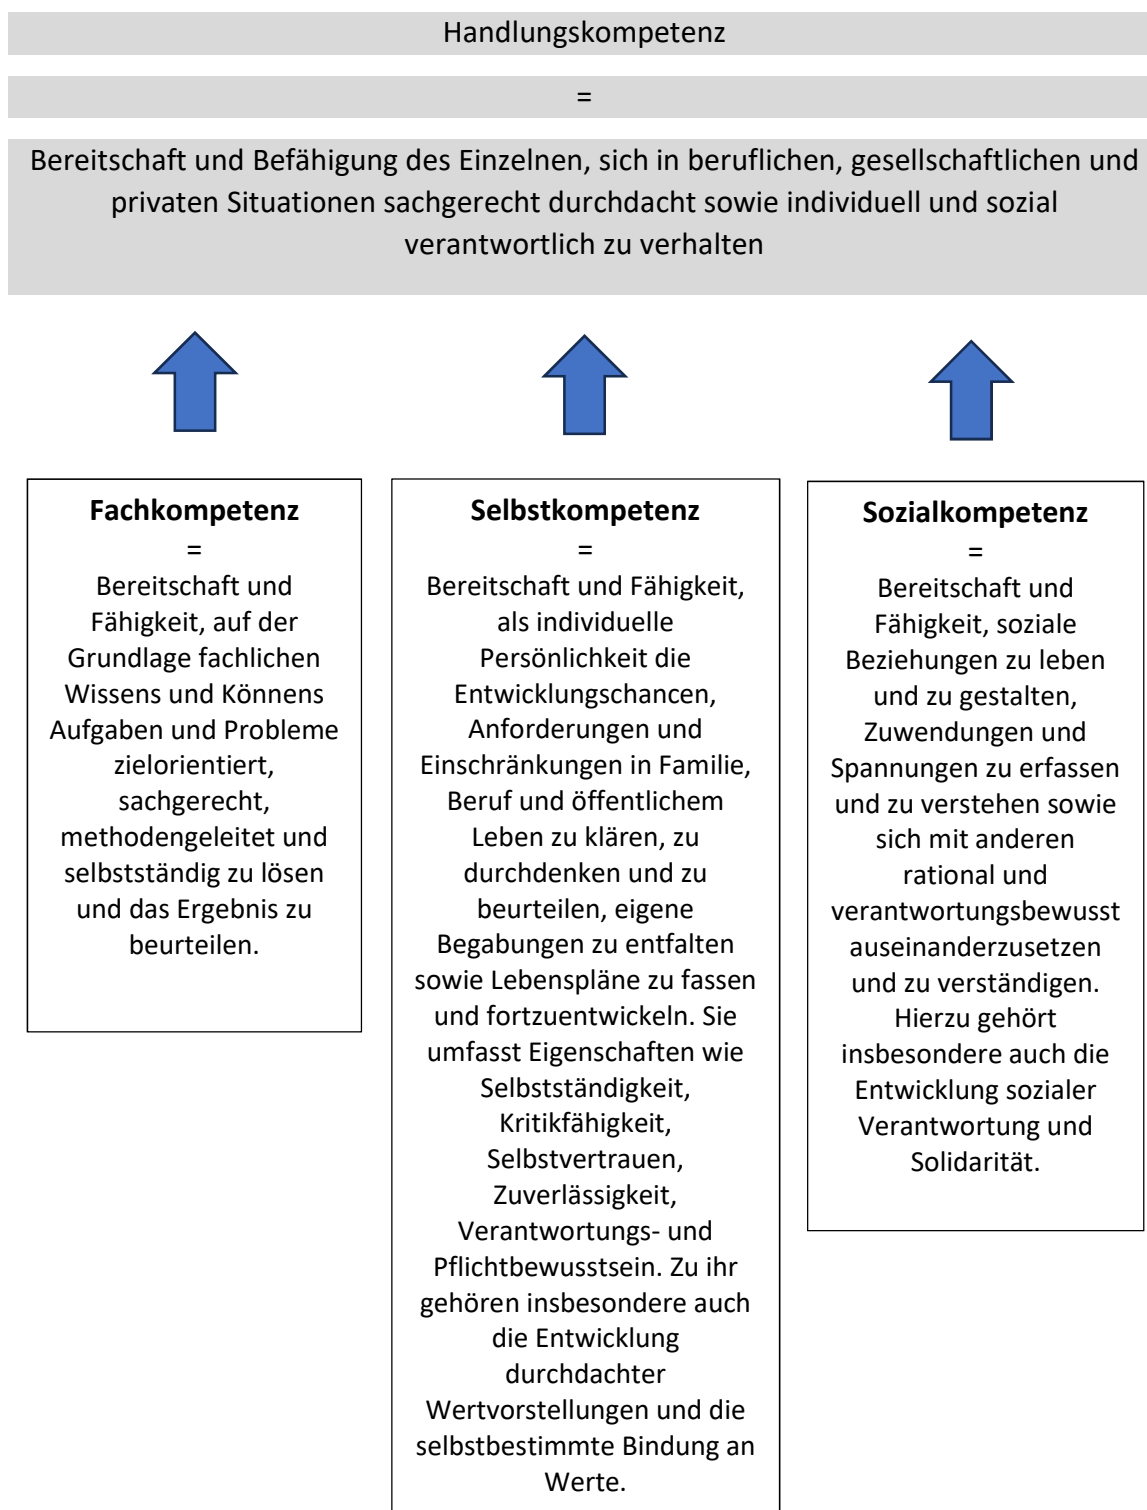 Handlungskompetenz
=
Bereitschaft und Befähigung des Einzelnen, sich in beruflichen, gesellschaftlichen und
privaten Situationen sachgerecht durchdacht sowie individuell und sozial
verantwortlich zu verhalten
Fachkompetenz
=
Bereitschaft und
Fähigkeit, auf der
Grundlage fachlichen
Wissens und Könnens
Aufgaben und Probleme
zielorientiert,
sachgerecht,
methodengeleitet und
selbstständig zu lösen
und das Ergebnis zu
beurteilen.
Selbstkompetenz
=
Bereitschaft und Fähigkeit,
als individuelle
Persönlichkeit die
Entwicklungschancen,
Anforderungen und
Einschränkungen in Familie,
Beruf und öffentlichem
Leben zu klären, zu
durchdenken und zu
beurteilen, eigene
Begabungen zu entfalten
sowie Lebenspläne zu fassen
und fortzuentwickeln. Sie
umfasst Eigenschaften wie
Selbstständigkeit,
Kritikfähigkeit,
Selbstvertrauen,
Zuverlässigkeit,
Verantwortungs- und
Pflichtbewusstsein. Zu ihr
gehören insbesondere auch
die Entwicklung
durchdachter
Wertvorstellungen und die
selbstbestimmte Bindung an
Werte.
Sozialkompetenz
=
Bereitschaft und
Fähigkeit, soziale
Beziehungen zu leben
und zu gestalten,
Zuwendungen und
Spannungen zu erfassen
und zu verstehen sowie
sich mit anderen
rational und
verantwortungsbewusst
auseinanderzusetzen
und zu verständigen.
Hierzu gehört
insbesondere auch die
Entwicklung sozialer
Verantwortung und
Solidarität.